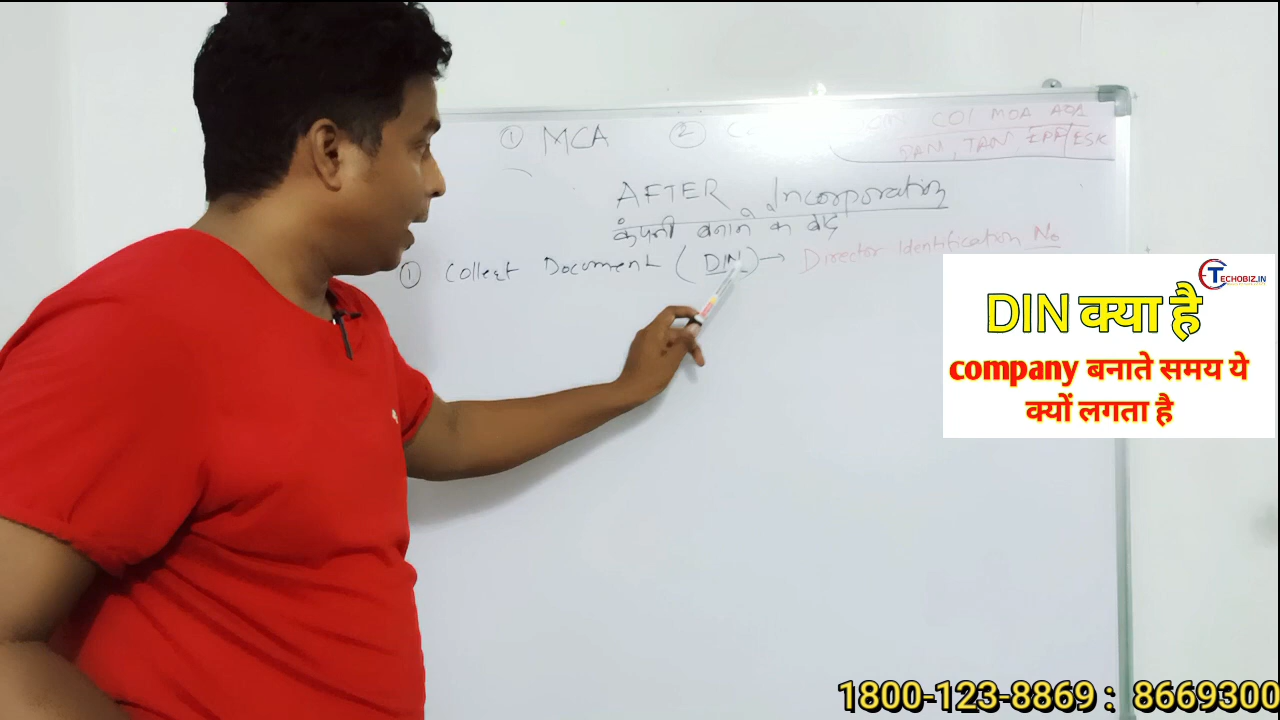 ① MCA ② COI MOA AOA
PAN, TAN EPF/ESK
AFTER Incorporation
कंपनी बनाने के बाद
① Collect Document (DIN) → Director Identification No
TECHOBIZ.IN
DIN क्या है
company बनाते समय ये
क्यों लगता है
1800-123-8869 : 8669300